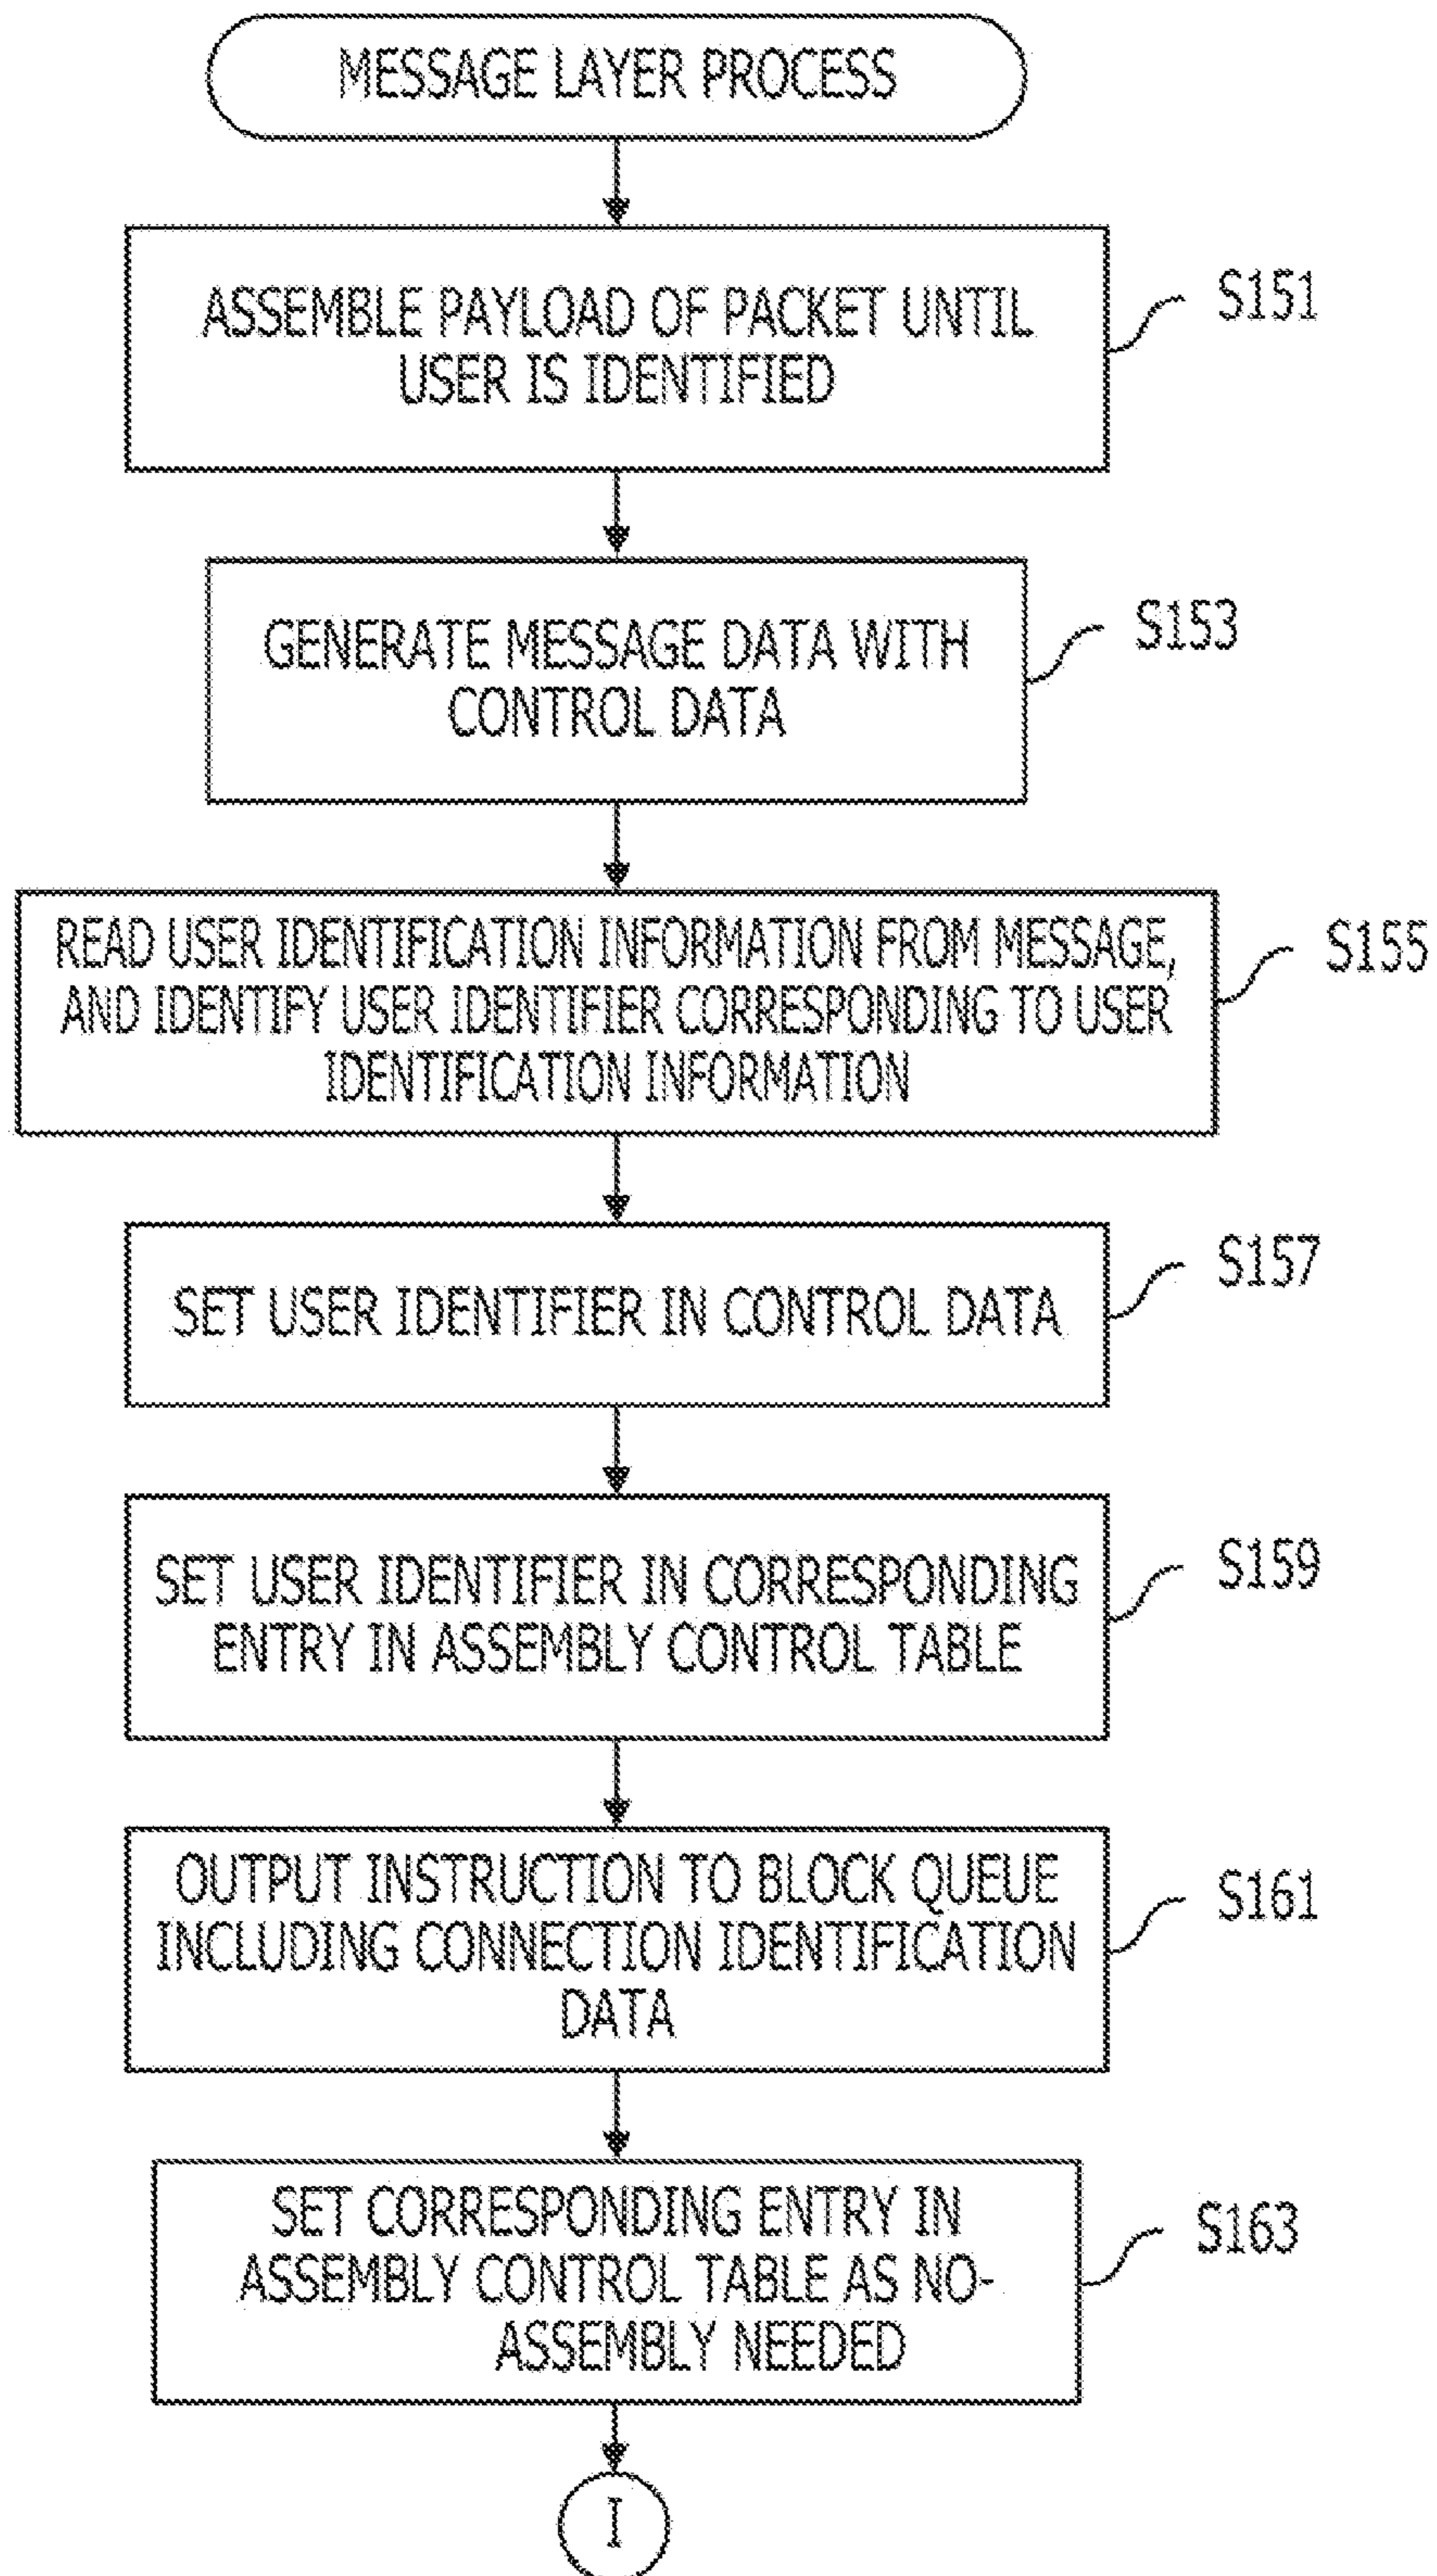 MESSAGE LAYER PROCESS
ASSEMBLE PAYLOAD OF PACKET UNTIL
USER IS IDENTIFIED
S151
GENERATE MESSAGE DATA WITH
CONTROL DATA
S153
READ USER IDENTIFICATION INFORMATION FROM MESSAGE,
AND IDENTIFY USER IDENTIFIER CORRESPONDING TO USER
IDENTIFICATION INFORMATION
S155
SET USER IDENTIFIER IN CONTROL DATA
S157
SET USER IDENTIFIER IN CORRESPONDING
ENTRY IN ASSEMBLY CONTROL TABLE
S159
OUTPUT INSTRUCTION TO BLOCK QUEUE
INCLUDING CONNECTION IDENTIFICATION
DATA
S161
SET CORRESPONDING ENTRY IN
ASSEMBLY CONTROL TABLE AS NO-
ASSEMBLY NEEDED
S163
I